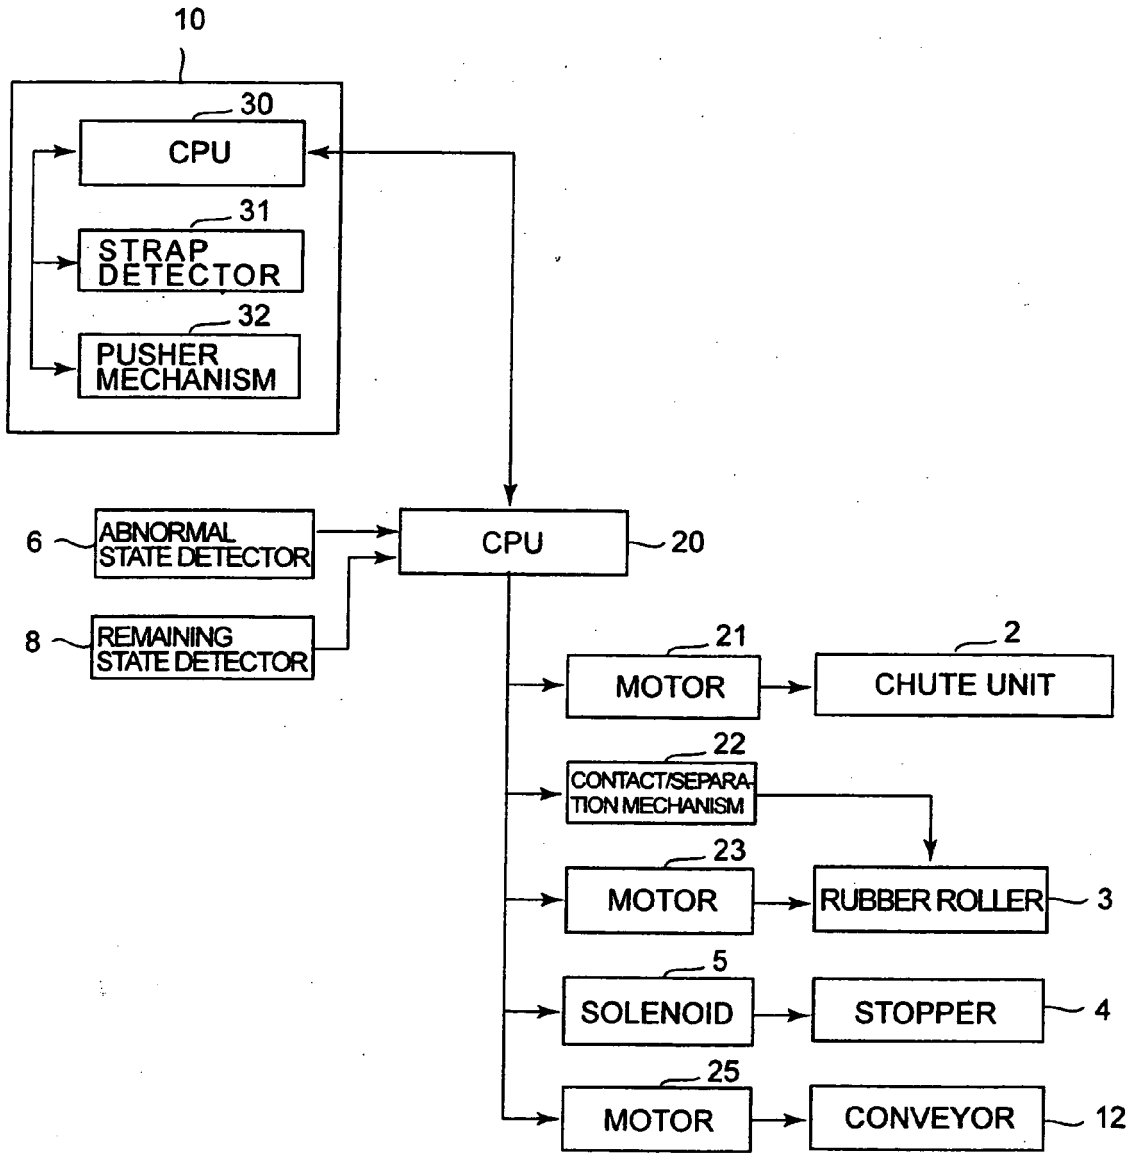 10
30
CPU
31
STRAP
DETECTOR
32
PUSHER
MECHANISM
6
ABNORMAL
STATE DETECTOR
CPU
20
8
REMAINING
STATE DETECTOR
21
MOTOR
2
CHUTE UNIT
22
CONTACT/SEPARA-
TION MECHANISM
23
MOTOR
RUBBER ROLLER
3
5
SOLENOID
STOPPER
4
25
MOTOR
CONVEYOR
12